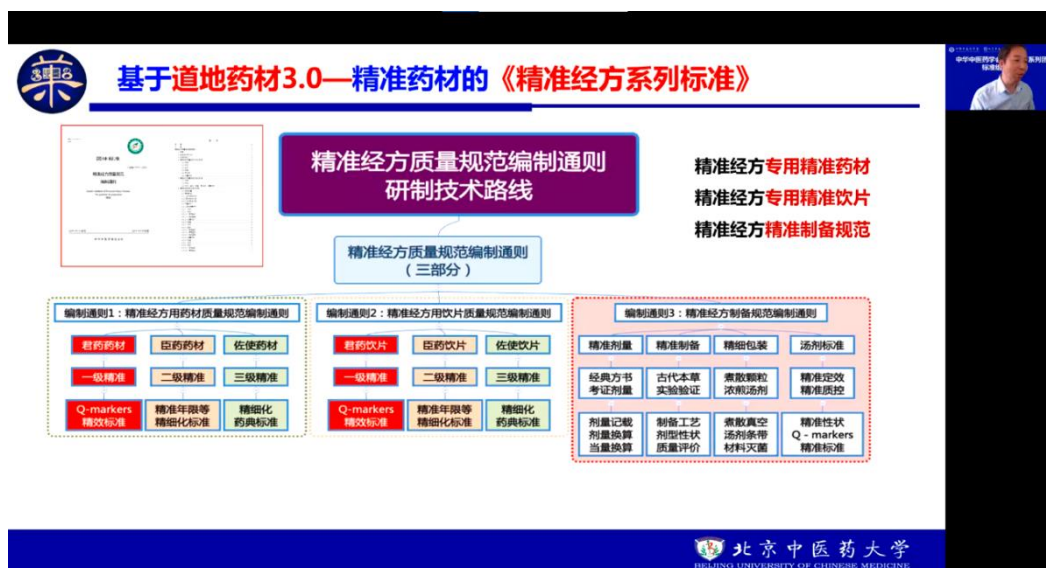 基于道地药材3.0—精准药材的《精准经方系列标准》
精准经方质量规范编制通则
研制技术路线
精准经方专用精准药材
精准经方专用精准饮片
精准经方精准制备规范
精准经方质量规范编制通则
（三部分）
编制通则1：精准经方用药材质量规范编制通则
君药药材
臣药药材
佐使药材
一级精准
二级精准
三级精准
Q-markers
精效标准
精准年限等
精细化标准
精细化
药典标准
编制通则2：精准经方用饮片质量规范编制通则
君药饮片
臣药饮片
佐使饮片
一级精准
二级精准
三级精准
Q-markers
精效标准
精准年限等
精细化标准
精细化
药典标准
编制通则3：精准经方制备规范编制通则
精准剂量
精准制备
精细包装
汤剂标准
经典方书
考证剂量
古代本草
实验验证
煮散颗粒
浓煎汤剂
精准定效
精准质控
剂量记载
剂量换算
当量换算
制备工艺
剂型性状
质量评价
煮散真空
汤剂条带
材料灭菌
精准性状
Q - markers
精准标准
北京中医药大学
BEIJING UNIVERSITY OF CHINESE MEDICINE